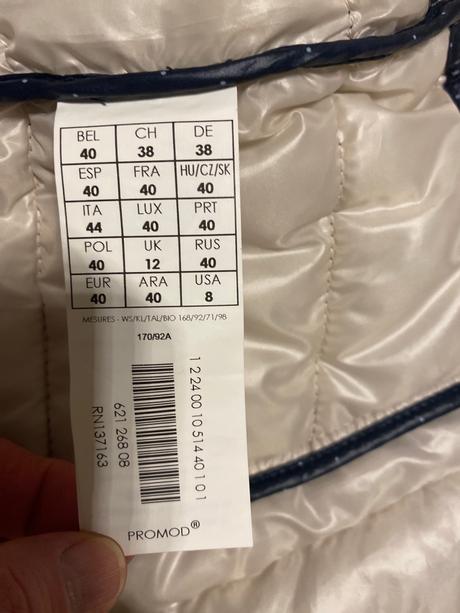 BEL CH DE
40 38 38
ESP FRA HU/CZ/SK
40 40 40
ITA LUX PRT
44 40 40
POL UK RUS
40 12 40
EUR ARA USA
40 40 8
MESURES - WS/KL/TAL/BIO 168/92/71/98
170/92A
1 2 24 00 10 514 40 1 0 1
621 268 08
RN137163
PROMOD®